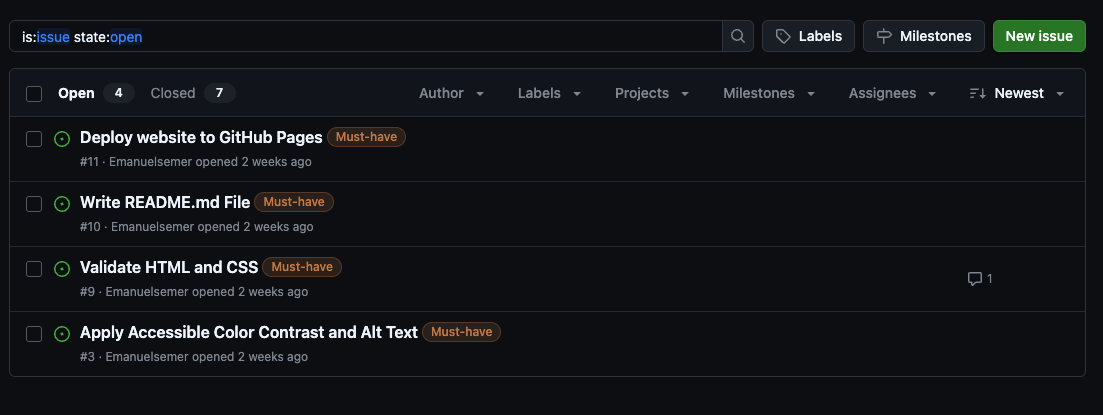 is:issue state:open
Labels
Milestones
New issue
Open 4 Closed 7 Author Labels Projects Milestones Assignees Newest
Deploy website to GitHub Pages Must-have
#11 · Emanuelsemer opened 2 weeks ago
Write README.md File Must-have
#10 · Emanuelsemer opened 2 weeks ago
Validate HTML and CSS Must-have
#9 · Emanuelsemer opened 2 weeks ago
1
Apply Accessible Color Contrast and Alt Text Must-have
#3 · Emanuelsemer opened 2 weeks ago